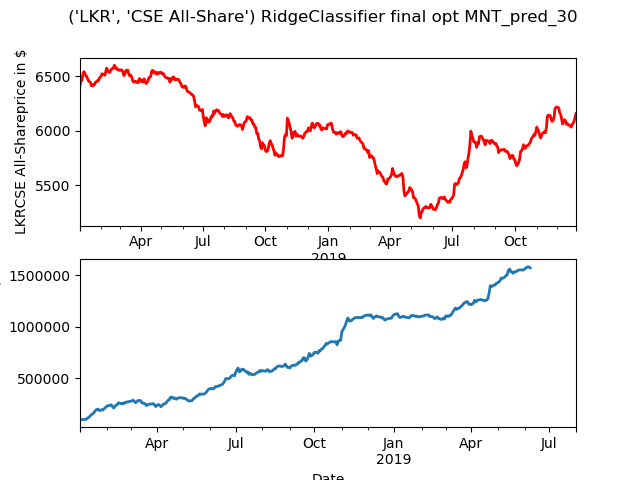 ('LKR', 'CSE All-Share') RidgeClassifier final opt MNT_pred_30
LKRCSE All-Shareprice in $
6500
6000
5500
Apr Jul Oct Jan Apr Jul Oct
2019
1500000
1000000
500000
Apr Jul Oct Jan Apr Jul
2019
Date